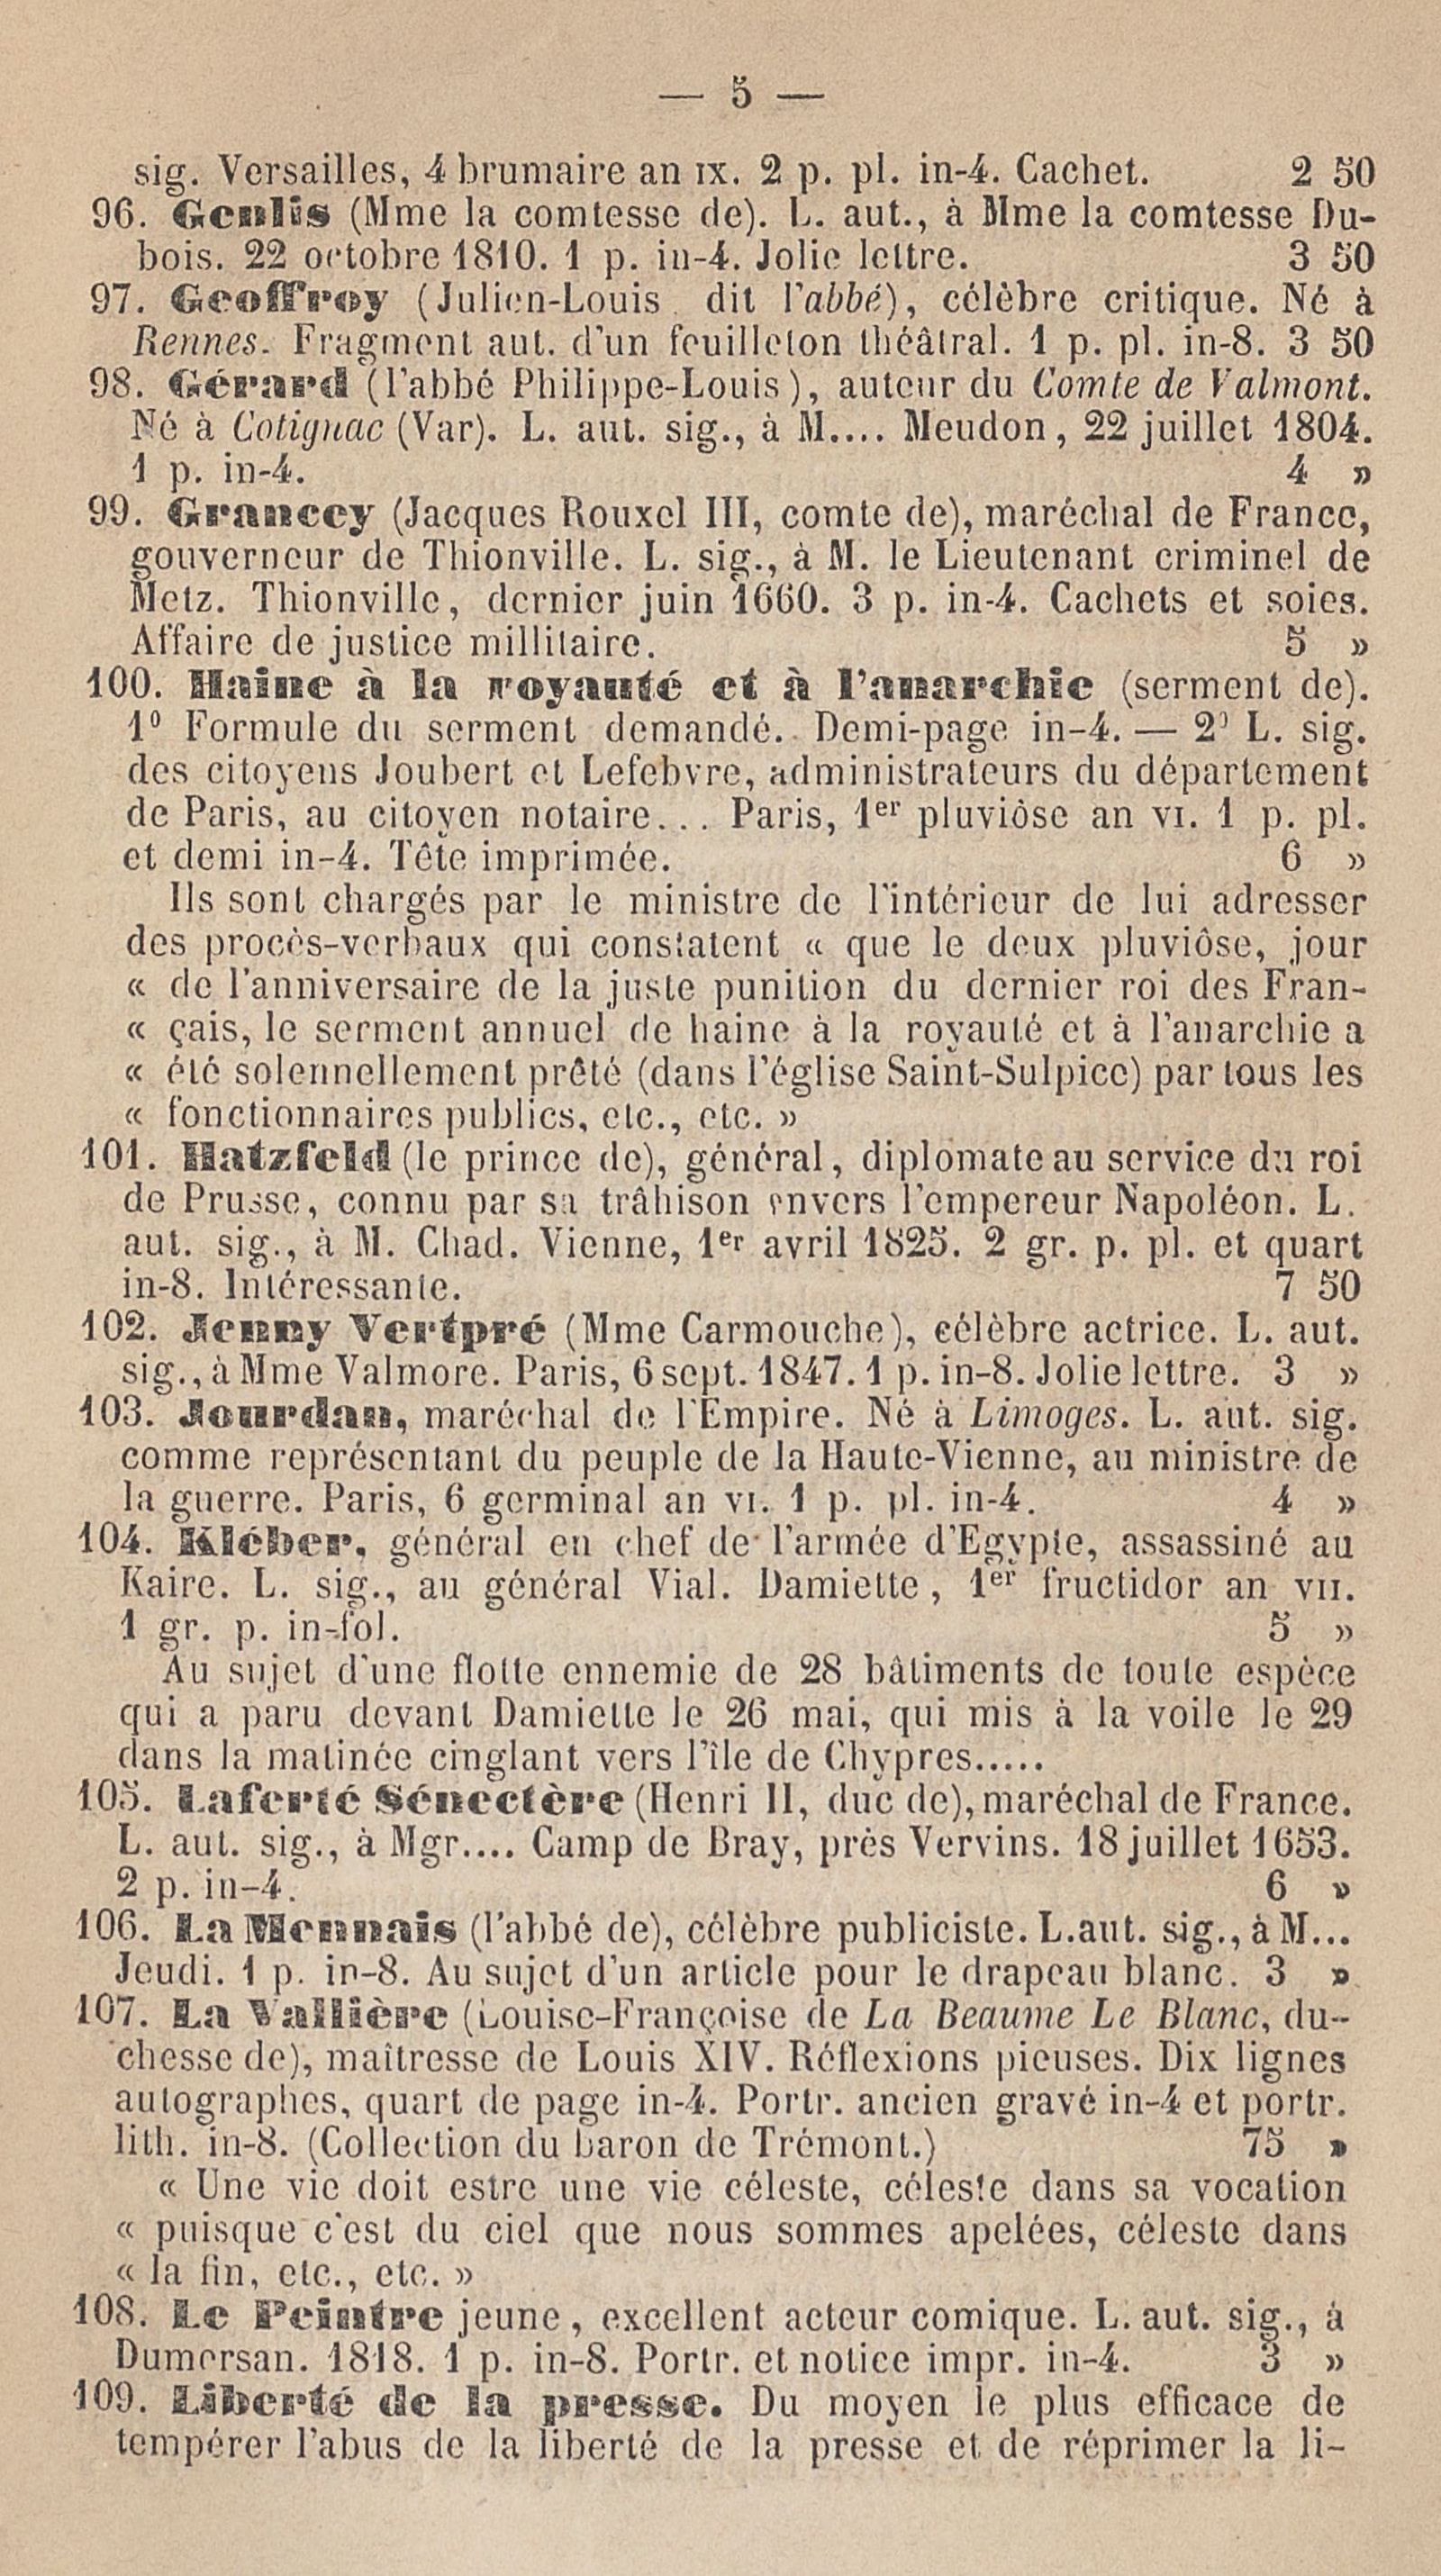 — 5 —
sig. Versailles, 4 brumaire an IX. 2 p. pl. in-4. Cachet. 2 50
96. Genlis (Mme la comtesse de). L. aut., à Mme la comtesse Du-
bois. 22 octobre 1810. 1 p. in-4. Jolie lettre. 3 50
97. Geoffroy (Julien-Louis dit l'abbé), célèbre critique. Né à
Rennes. Fragment aut. d'un feuilleton théâtral. 1 p. pl. in-8. 3 50
98. Gérard (l'abbé Philippe-Louis), auteur du Comte de Valmont.
Né à Cotignac (Var). L. aut. sig., à M.... Meudon, 22 juillet 1804.
1 p. in-4. 4 »
99. Grancey (Jacques Rouxel III, comte de), maréchal de France,
gouverneur de Thionville. L. sig., à M. le Lieutenant criminel de
Metz. Thionville, dernier juin 1660. 3 p. in-4. Cachets et soies.
Affaire de justice millitaire. 5 »
100. Haine à la royauté et à l'anarchie (serment de).
1º Formule du serment demandé. Demi-page in-4. — 2º L. sig.
des citoyens Joubert et Lefebvre, administrateurs du département
de Paris, au citoyen notaire... Paris, 1er pluviôse an VI. 1 p. pl.
et demi in-4. Tête imprimée. 6 »
Ils sont chargés par le ministre de l'intérieur de lui adresser
des procès-verbaux qui constatent « que le deux pluviôse, jour
« de l'anniversaire de la juste punition du dernier roi des Fran-
« çais, le serment annuel de haine à la royauté et à l'anarchie a
« été solennellement prêté (dans l'église Saint-Sulpice) par tous les
« fonctionnaires publics, etc., etc. »
101. Hatzfeld (le prince de), général, diplomate au service du roi
de Prusse, connu par sa trâhison envers l'empereur Napoléon. L.
aut. sig., à M. Chad. Vienne, 1er avril 1825. 2 gr. p. pl. et quart
in-8. Intéressante. 7 50
102. Jenny Vertpré (Mme Carmouche), célèbre actrice. L. aut.
sig., à Mme Valmore. Paris, 6 sept. 1847. 1 p. in-8. Jolie lettre. 3 »
103. Jourdan, maréchal de l'Empire. Né à Limoges. L. aut. sig.
comme représentant du peuple de la Haute-Vienne, au ministre de
la guerre. Paris, 6 germinal an VI. 1 p. pl. in-4. 4 »
104. Kléber, général en chef de l'armée d'Egypte, assassiné au
Kaire. L. sig., au général Vial. Damiette, 1er fructidor an VII.
1 gr. p. in-fol. 5 »
Au sujet d'une flotte ennemie de 28 bâtiments de toute espèce
qui a paru devant Damiette le 26 mai, qui mis à la voile le 29
dans la matinée cinglant vers l'île de Chypres.....
105. Laferté Sénectère (Henri II, duc de), maréchal de France.
L. aut. sig., à Mgr.... Camp de Bray, près Vervins. 18 juillet 1653.
2 p. in-4. 6 »
106. La Mennais (l'abbé de), célèbre publiciste. L. aut. sig., à M...
Jeudi. 1 p. in-8. Au sujet d'un article pour le drapeau blanc. 3 »
107. La Vallière (Louise-Françoise de La Beaume Le Blanc, du-
chesse de), maîtresse de Louis XIV. Réflexions pieuses. Dix lignes
autographes, quart de page in-4. Portr. ancien gravé in-4 et portr.
lith. in-8. (Collection du baron de Trémont.) 75 »
« Une vie doit estre une vie céleste, céleste dans sa vocation
« puisque c'est du ciel que nous sommes apelées, céleste dans
« la fin, etc., etc. »
108. Le Peintre jeune, excellent acteur comique. L. aut. sig., à
Dumersan. 1818. 1 p. in-8. Portr. et notice impr. in-4. 3 »
109. Liberté de la presse. Du moyen le plus efficace de
tempérer l'abus de la liberté de la presse et de réprimer la li-